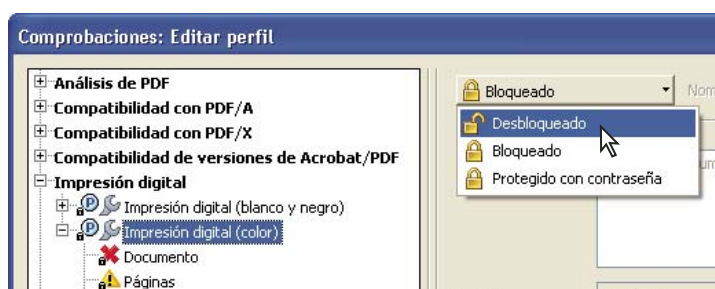 Comprobaciones: Editar perfil
Análisis de PDF
Compatibilidad con PDF/A
Compatibilidad con PDF/X
Compatibilidad de versiones de Acrobat/PDF
Impresión digital
Impresión digital (blanco y negro)
Impresión digital (color)
Documento
Páginas
Bloqueado
Desbloqueado
Bloqueado
Protegido con contraseña